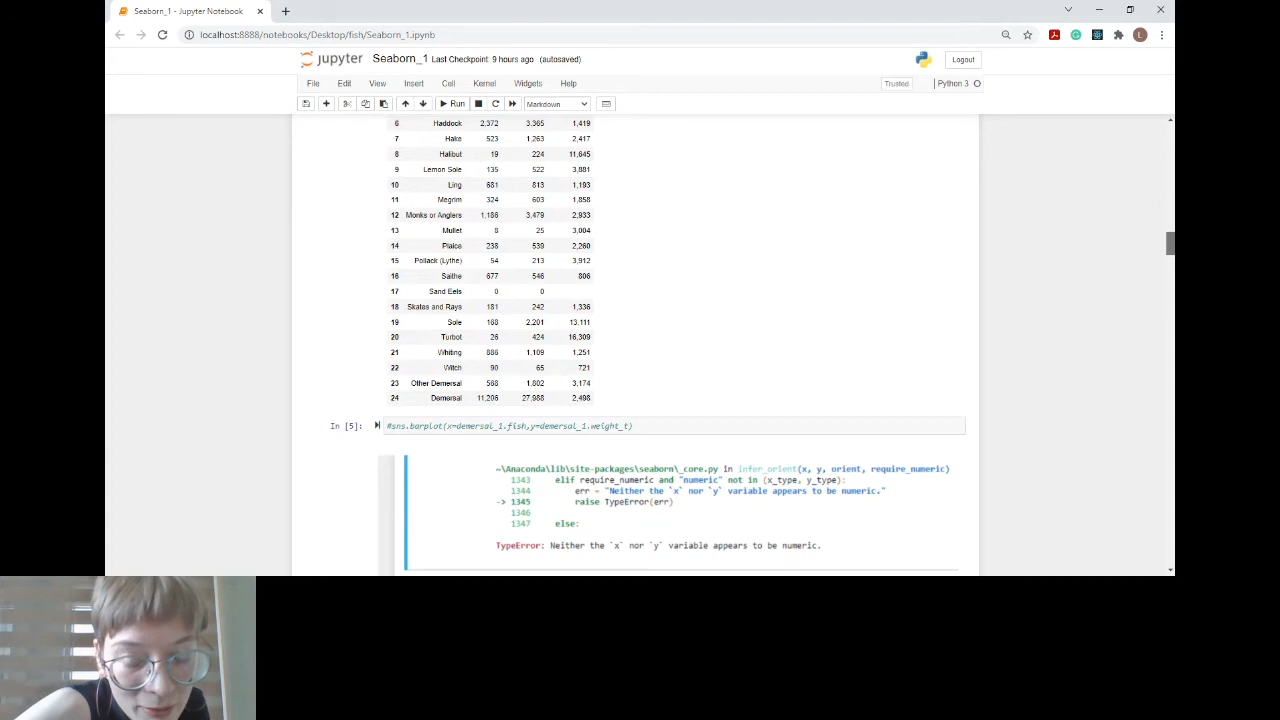 Seaborn_1 - Jupyter Notebook
localhost:8888/notebooks/Desktop/fish/Seaborn_1.ipynb
L
jupyter Seaborn_1 Last Checkpoint: 9 hours ago (autosaved) Logout
File Edit View Insert Cell Kernel Widgets Help Trusted Python 3
Run Markdown
6 Haddock 2,372 3,365 1,419
7 Hake 523 1,263 2,417
8 Halibut 19 224 11,645
9 Lemon Sole 135 522 3,881
10 Ling 681 813 1,193
11 Megrim 324 603 1,858
12 Monks or Anglers 1,186 3,479 2,933
13 Mullet 8 25 3,004
14 Plaice 238 539 2,260
15 Pollack (Lythe) 54 213 3,912
16 Saithe 677 546 806
17 Sand Eels 0 0
18 Skates and Rays 181 242 1,336
19 Sole 168 2,201 13,111
20 Turbot 26 424 16,309
21 Whiting 886 1,109 1,251
22 Witch 90 65 721
23 Other Demersal 568 1,802 3,174
24 Demersal 11,206 27,988 2,498
In [5]: #sns.barplot(x=demersal_1.fish,y=demersal_1.weight_t)
~\Anaconda\lib\site-packages\seaborn\_core.py in infer_orient(x, y, orient, require_numeric)
1343 elif require_numeric and "numeric" not in (x_type, y_type):
1344 err = "Neither the `x` nor `y` variable appears to be numeric."
-> 1345 raise TypeError(err)
1346
1347 else:
TypeError: Neither the `x` nor `y` variable appears to be numeric.